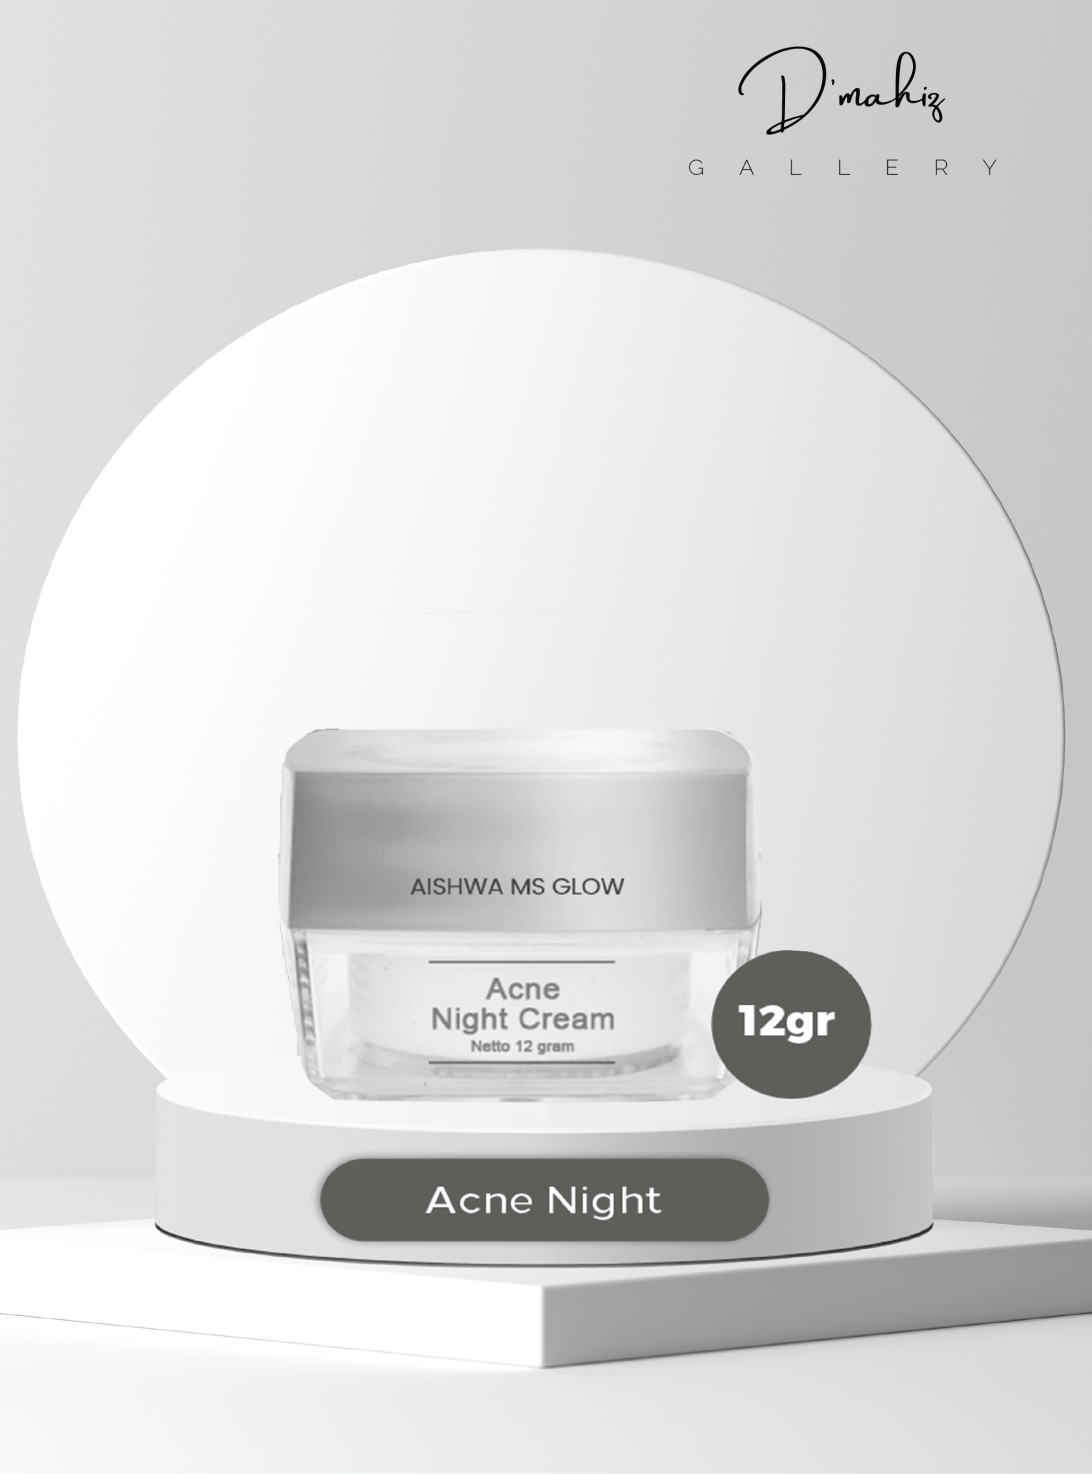 D'mahiz
GALLERY
AISHWA MS GLOW
Acne
Night Cream
Netto 12 gram
12gr
Acne Night